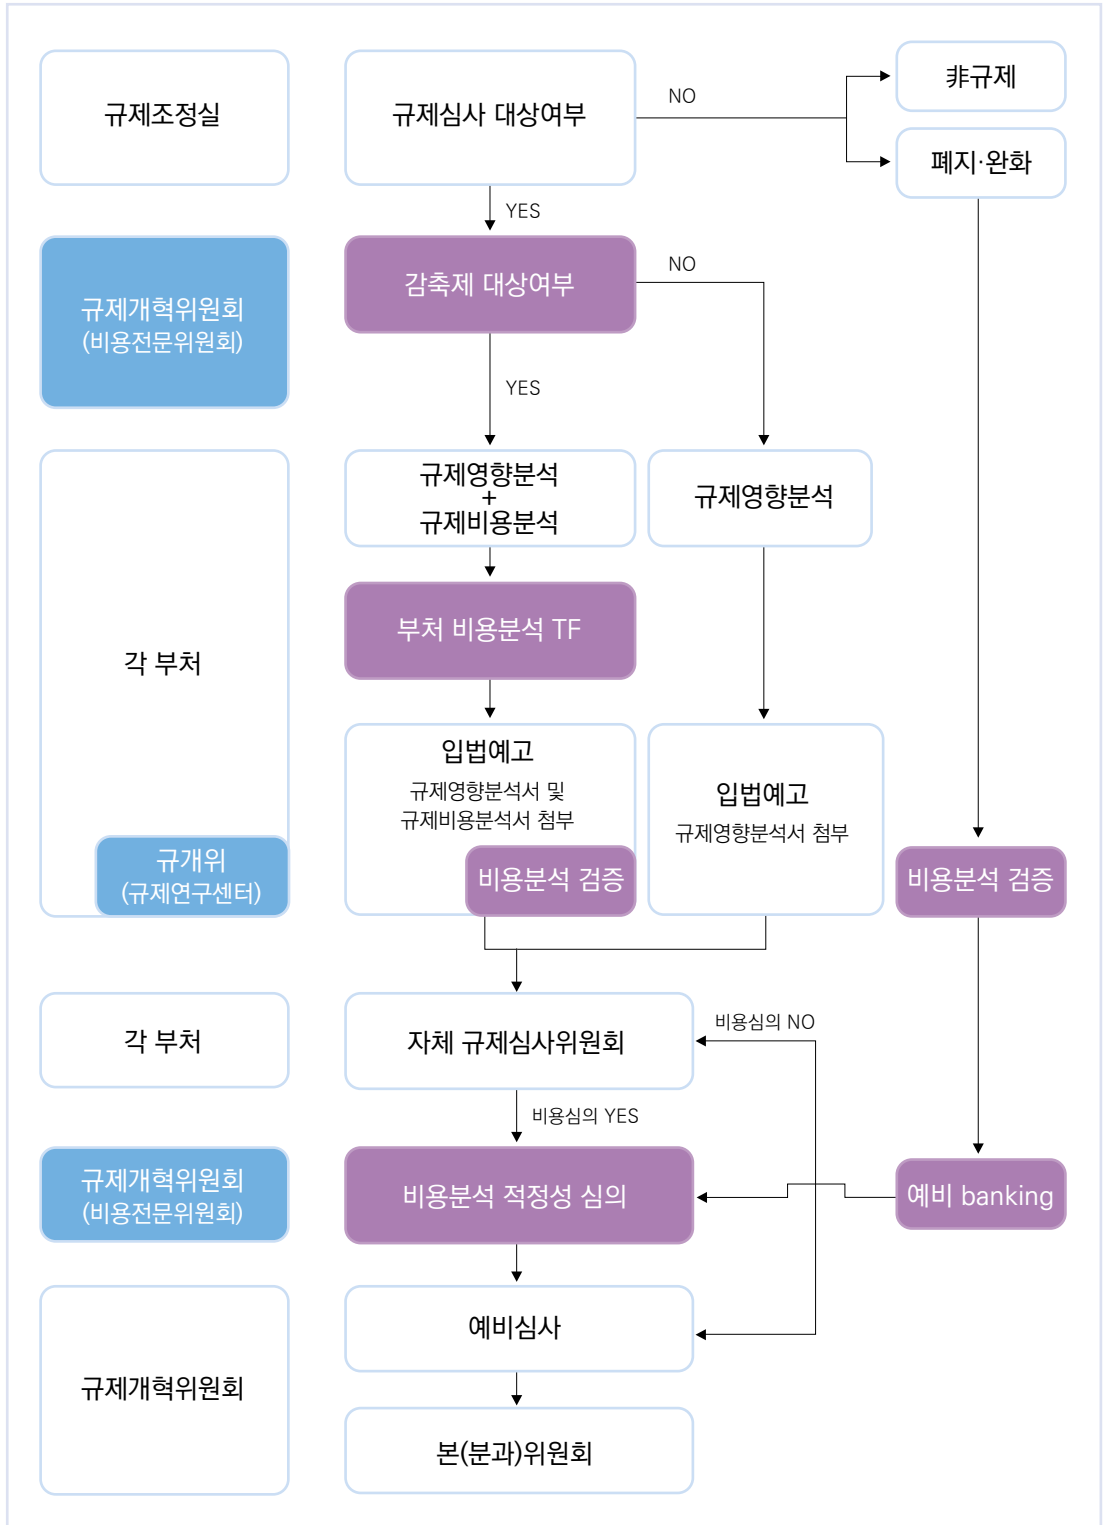 규제조정실
규제심사 대상여부
NO
非규제
폐지·완화
YES
규제개혁위원회
(비용전문위원회)
감축제 대상여부
NO
YES
각 부처
규제영향분석
+
규제비용분석
규제영향분석
부처 비용분석 TF
입법예고
규제영향분석서 및
규제비용분석서 첨부
입법예고
규제영향분석서 첨부
규개위
(규제연구센터)
비용분석 검증
비용분석 검증
각 부처
자체 규제심사위원회
비용심의 NO
비용심의 YES
규제개혁위원회
(비용전문위원회)
비용분석 적정성 심의
예비 banking
규제개혁위원회
예비심사
본(분과)위원회